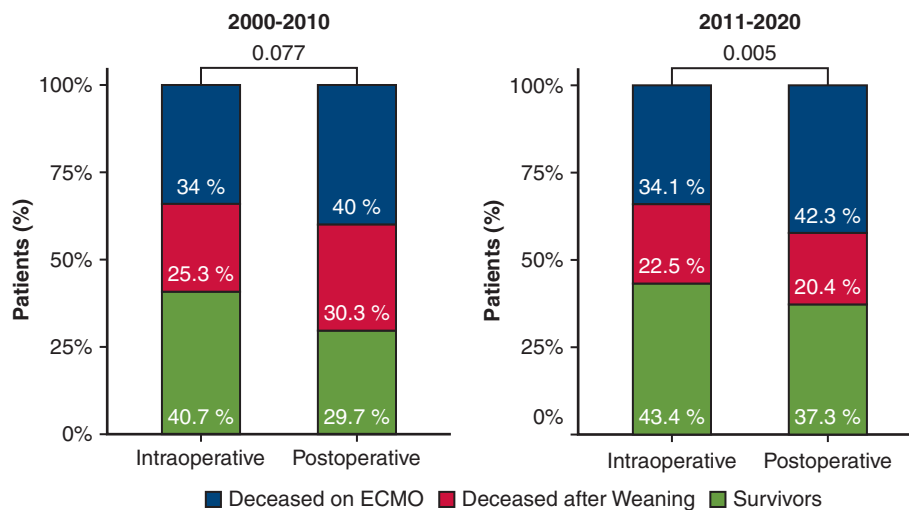 2000-2010
0.077
Patients (%)
100%
75%
50%
25%
0%
34 %
25.3 %
40.7 %
40 %
30.3 %
29.7 %
Intraoperative
Postoperative
2011-2020
0.005
Patients (%)
100%
75%
50%
25%
0%
34.1 %
22.5 %
43.4 %
42.3 %
20.4 %
37.3 %
Intraoperative
Postoperative
Deceased on ECMO
Deceased after Weaning
Survivors